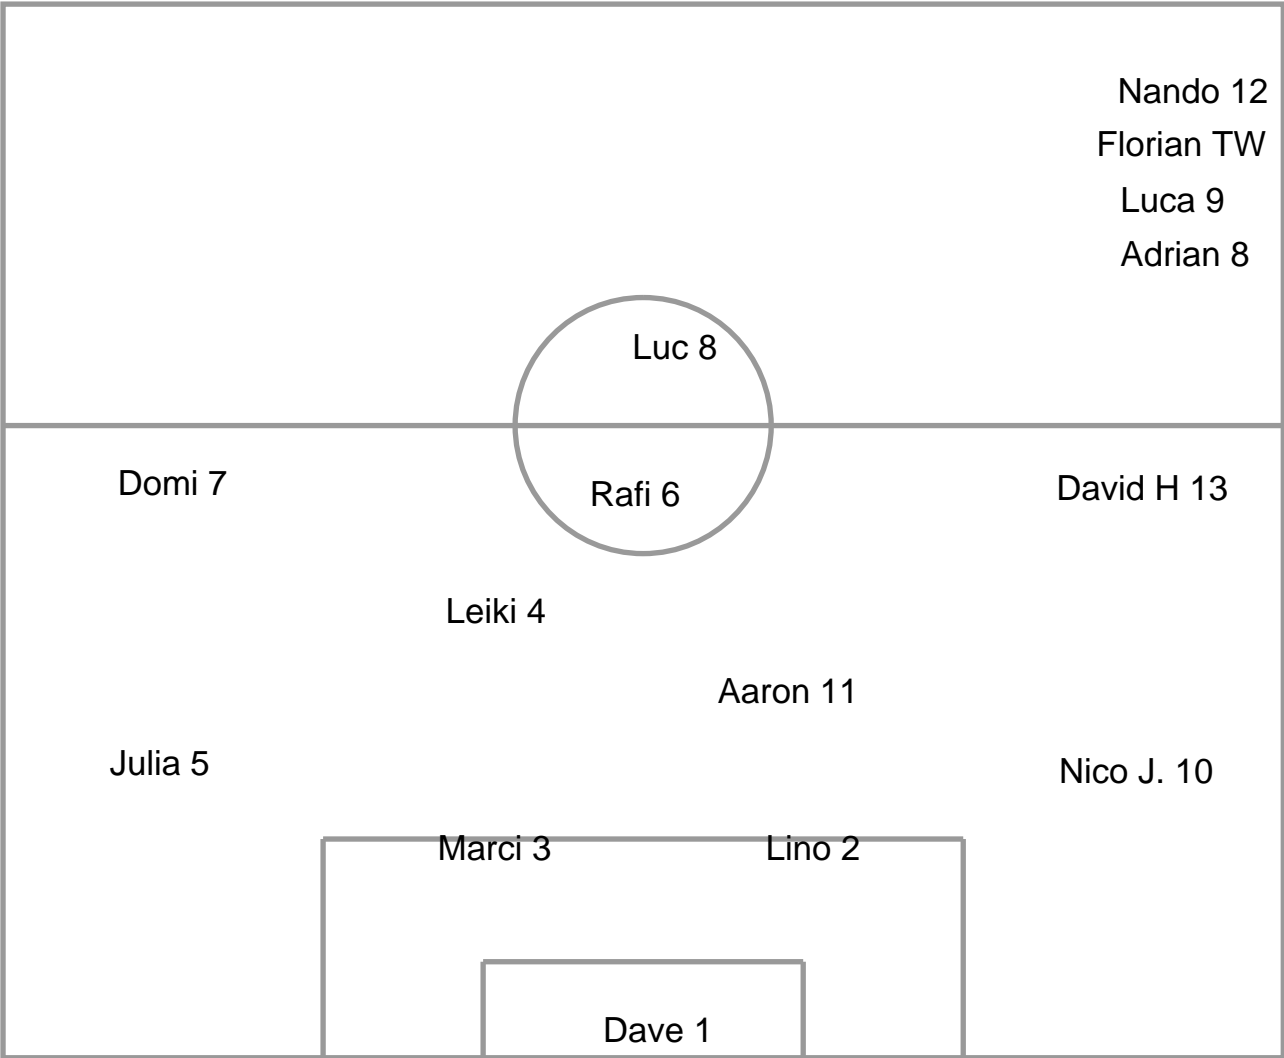 Nando 12
Florian TW
Luca 9
Adrian 8
Luc 8
Domi 7
Rafi 6
David H 13
Leiki 4
Aaron 11
Julia 5
Nico J. 10
Marci 3
Lino 2
Dave 1